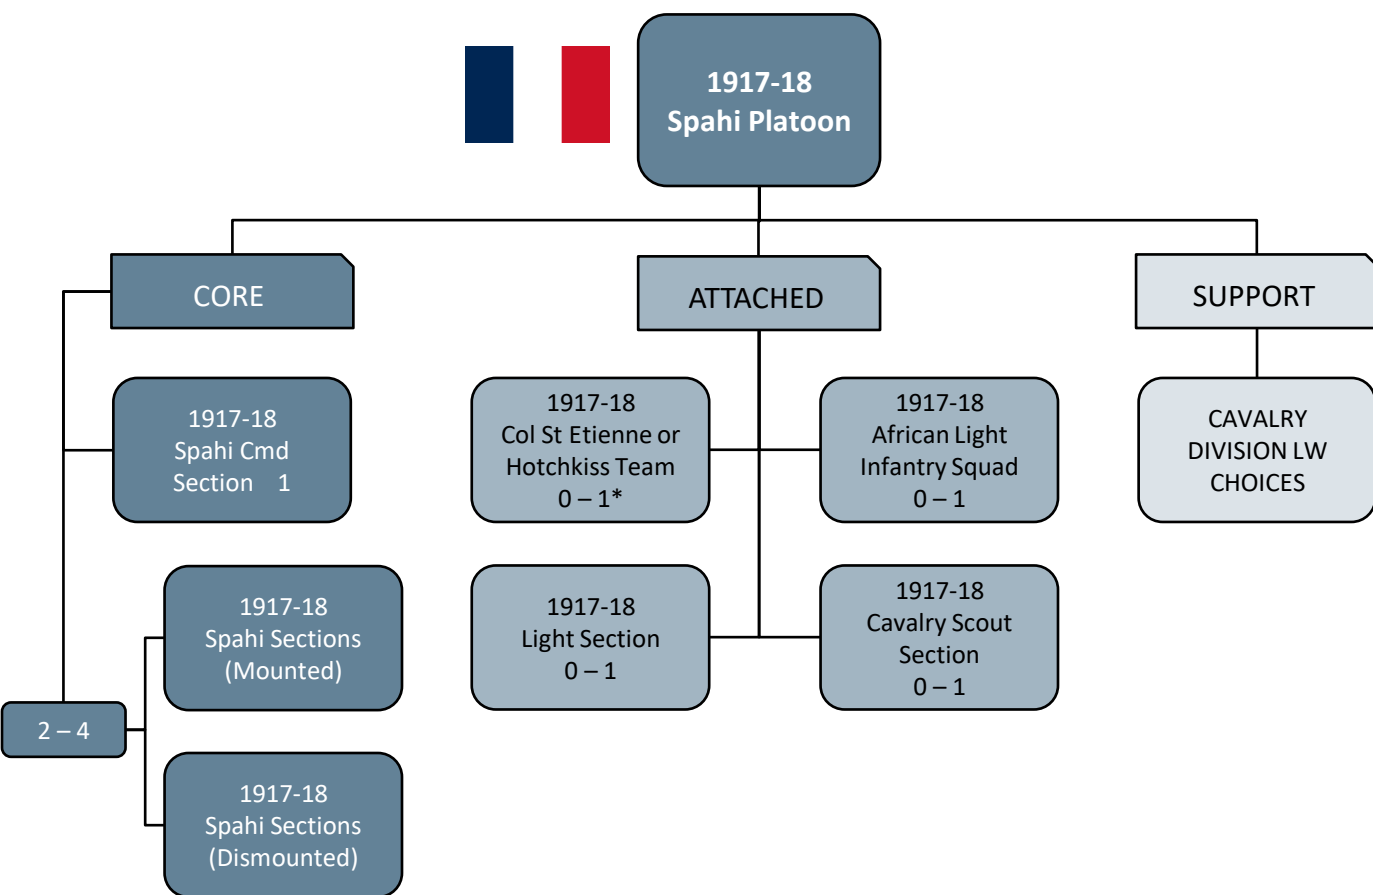 1917-18
Spahi Platoon
CORE
ATTACHED
SUPPORT
1917-18
Spahi Cmd
Section 1
1917-18
Col St Etienne or
Hotchkiss Team
0 – 1*
1917-18
African Light
Infantry Squad
0 – 1
CAVALRY
DIVISION LW
CHOICES
1917-18
Spahi Sections
(Mounted)
1917-18
Light Section
0 – 1
1917-18
Cavalry Scout
Section
0 – 1
2 – 4
1917-18
Spahi Sections
(Dismounted)